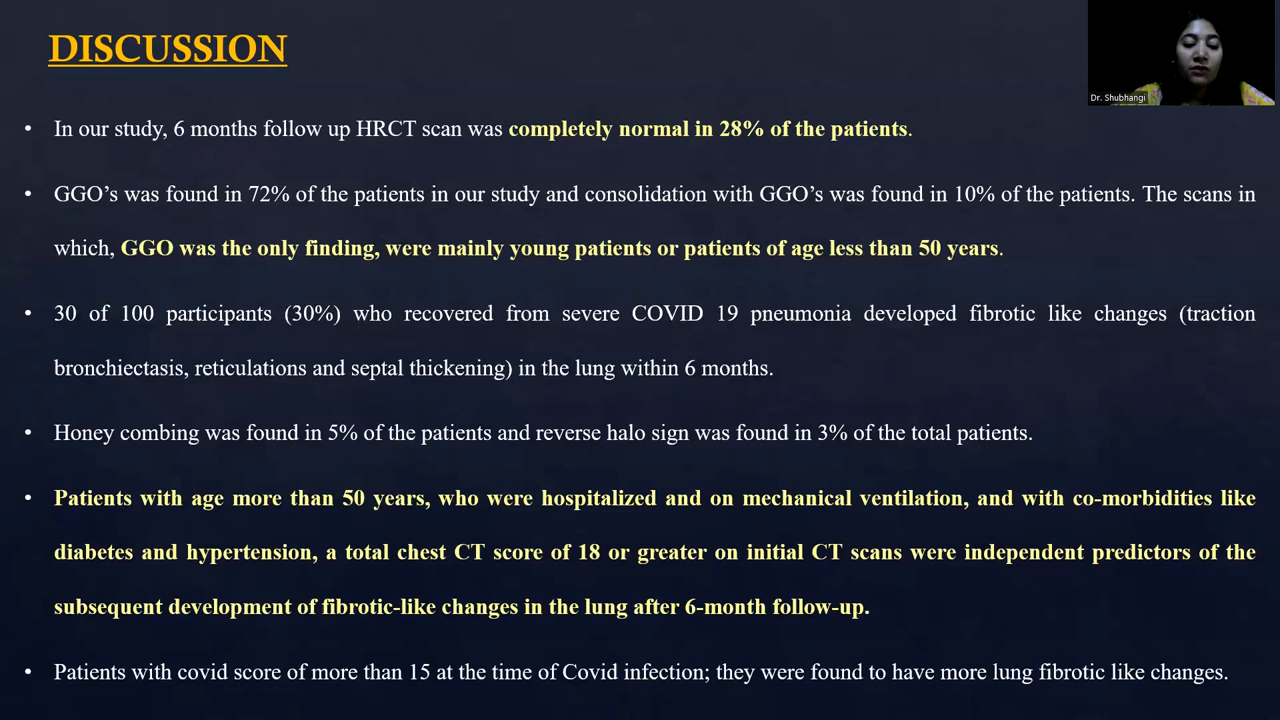 DISCUSSION
Dr. Shubhangi
• In our study, 6 months follow up HRCT scan was completely normal in 28% of the patients.
• GGO’s was found in 72% of the patients in our study and consolidation with GGO’s was found in 10% of the patients. The scans in
which, GGO was the only finding, were mainly young patients or patients of age less than 50 years.
• 30 of 100 participants (30%) who recovered from severe COVID 19 pneumonia developed fibrotic like changes (traction
bronchiectasis, reticulations and septal thickening) in the lung within 6 months.
• Honey combing was found in 5% of the patients and reverse halo sign was found in 3% of the total patients.
• Patients with age more than 50 years, who were hospitalized and on mechanical ventilation, and with co-morbidities like
diabetes and hypertension, a total chest CT score of 18 or greater on initial CT scans were independent predictors of the
subsequent development of fibrotic-like changes in the lung after 6-month follow-up.
• Patients with covid score of more than 15 at the time of Covid infection; they were found to have more lung fibrotic like changes.